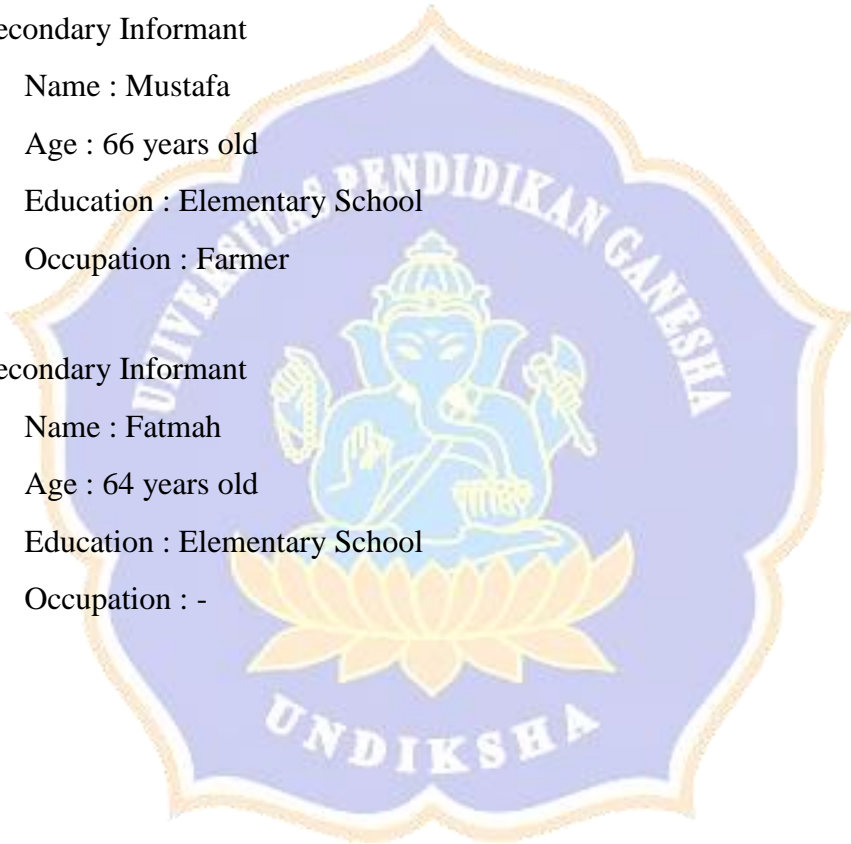 econdary Informant
Name : Mustafa
Age : 66 years old
Education : Elementary School
Occupation : Farmer
econdary Informant
Name : Fatmah
Age : 64 years old
Education : Elementary School
Occupation : -
UNIVERSITAS PENDIDIKAN GANESHA
UNDIKSHA